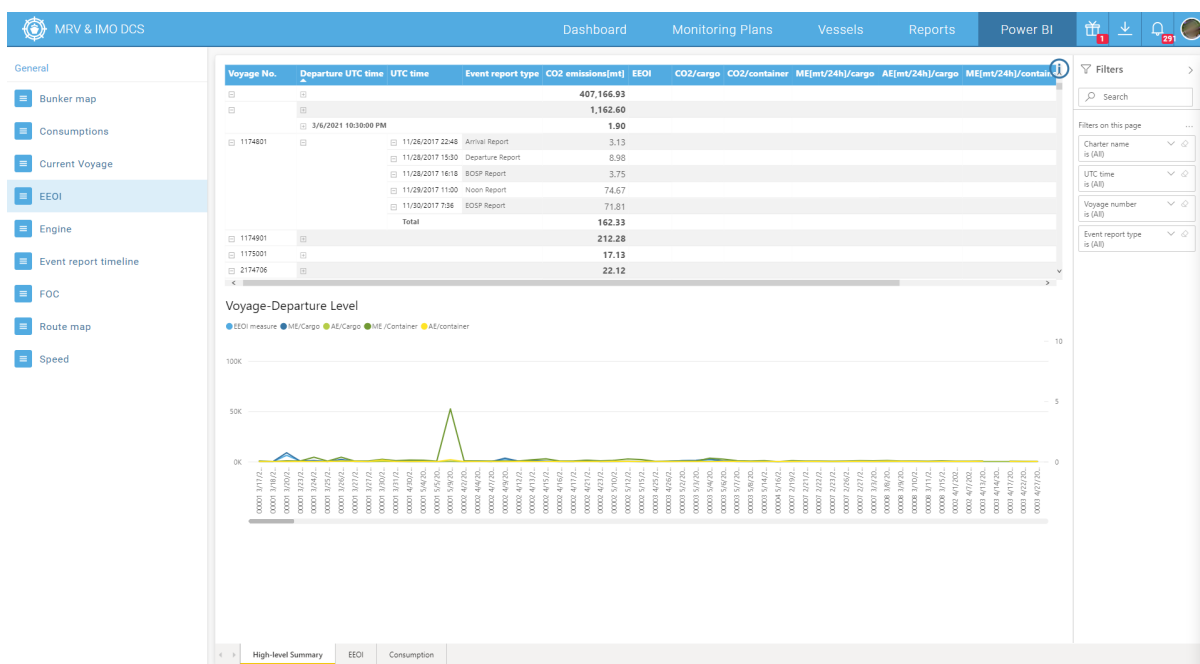 MRV & IMO DCS
Dashboard
Monitoring Plans
Vessels
Reports
Power BI
1
291
General
Bunker map
Consumptions
Current Voyage
EEOI
Engine
Event report timeline
FOC
Route map
Speed
Voyage No. Departure UTC time UTC time Event report type CO2 emissions[mt] EEOI CO2/cargo CO2/container ME[mt/24h]/cargo AE[mt/24h]/cargo
407,166.93
1,162.60
3/6/2021 10:30:00 PM 1.90
1174801 11/26/2017 22:48 Arrival Report 3.13
11/28/2017 15:30 Departure Report 8.98
11/28/2017 16:18 BOSP Report 3.75
11/29/2017 11:00 Noon Report 74.67
11/30/2017 7:36 EOSP Report 71.81
Total 162.33
1174901 212.28
1175001 17.13
2174706 22.12
Filters
Search
Filters on this page
Charter name
is (All)
UTC time
is (All)
Voyage number
is (All)
Event report type
is (All)
Voyage-Departure Level
EEOI measure ME/Cargo AE/Cargo ME /Container AE/container
100K
50K
0K
10
5
0
High-level Summary EEOI Consumption